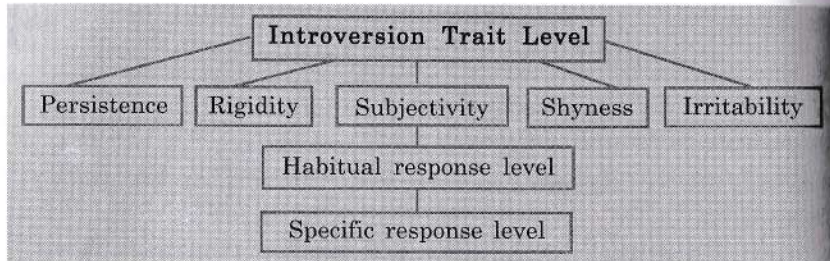 Introversion Trait Level
Persistence Rigidity Subjectivity Shyness Irritability
Habitual response level
Specific response level